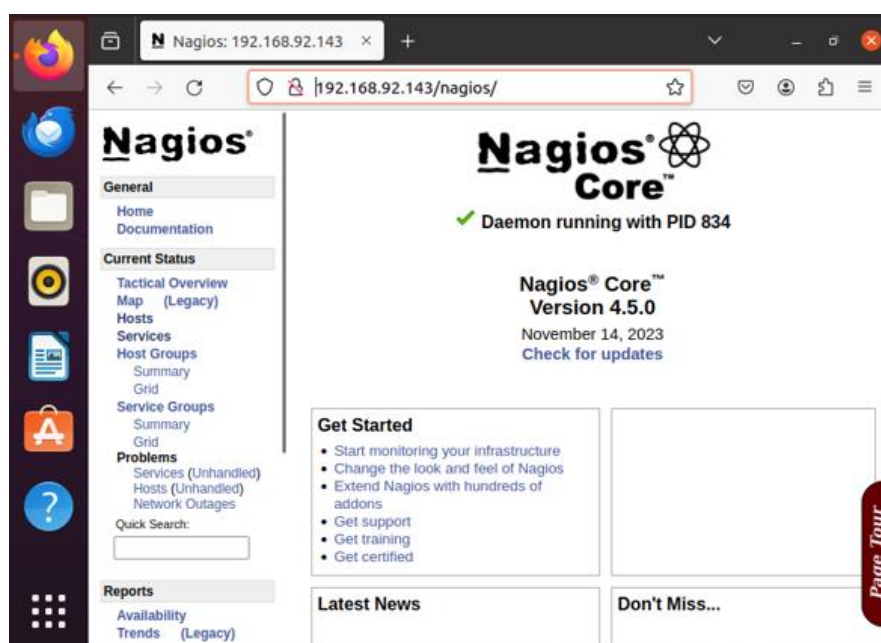 Nagios: 192.168.92.143
192.168.92.143/nagios/
Nagios®
General
Home
Documentation
Current Status
Tactical Overview
Map (Legacy)
Hosts
Services
Host Groups
Summary
Grid
Service Groups
Summary
Grid
Problems
Services (Unhandled)
Hosts (Unhandled)
Network Outages
Quick Search:
Reports
Availability
Trends (Legacy)
Nagios®
Core™
Daemon running with PID 834
Nagios® Core™
Version 4.5.0
November 14, 2023
Check for updates
Get Started
Start monitoring your infrastructure
Change the look and feel of Nagios
Extend Nagios with hundreds of
addons
Get support
Get training
Get certified
Latest News
Don't Miss...
Page Tour